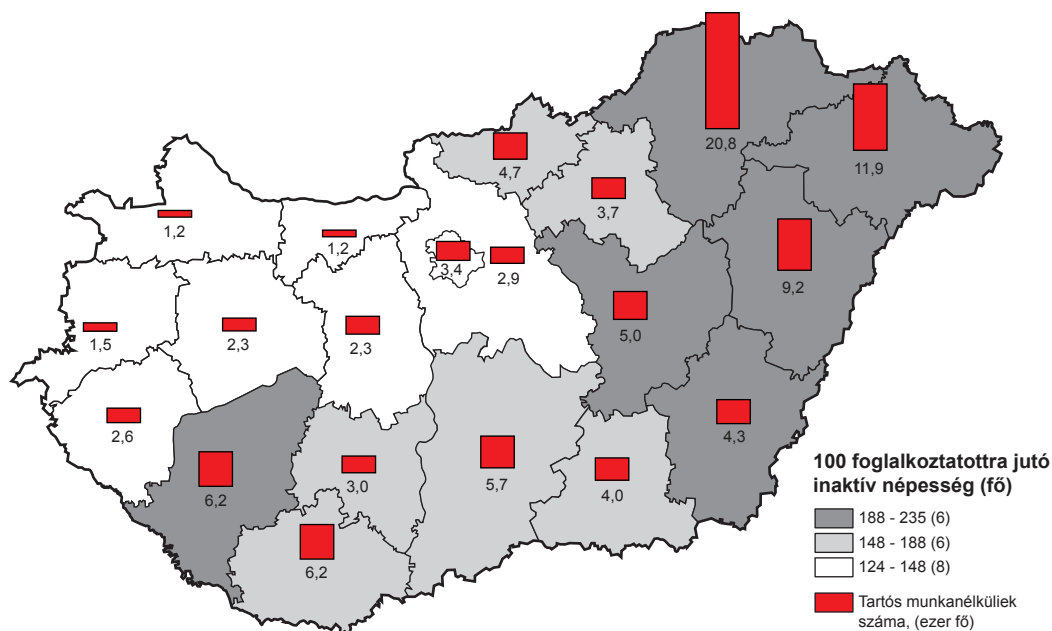 20,8
11,9
4,7
3,7
1,2
1,2
3,4
2,9
9,2
5,0
1,5
2,3
2,3
2,6
4,3
6,2
3,0
5,7
4,0
6,2
100 foglalkoztatottra jutó
inaktív népesség (fő)
188 - 235 (6)
148 - 188 (6)
124 - 148 (8)
Tartós munkanélküliek
száma, (ezer fő)